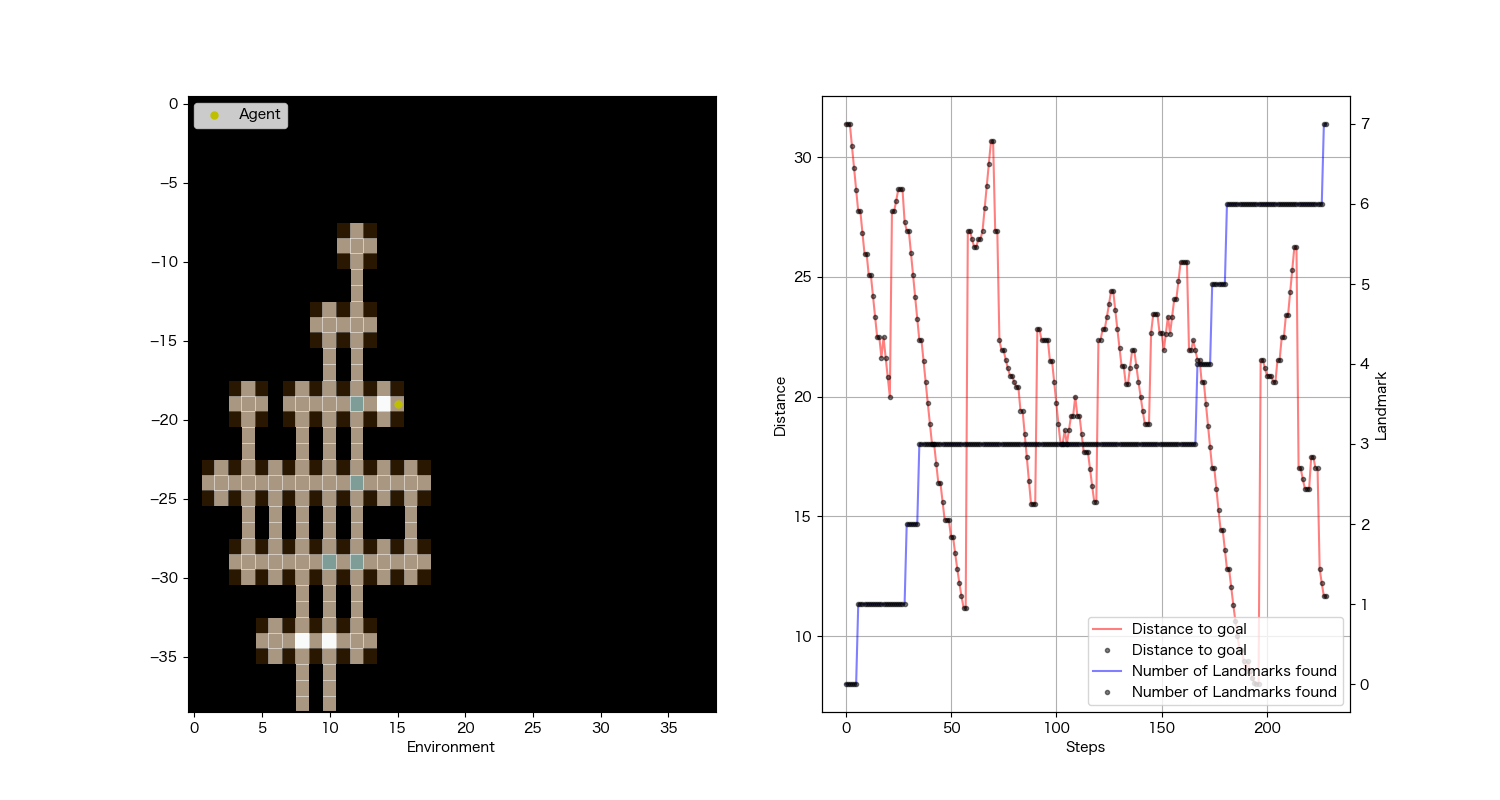 Agent
0
−5
−10
−15
−20
−25
−30
−35
0 5 10 15 20 25 30 35
Environment
30
25
20
15
10
Distance
7
6
5
4
3
2
1
0
Landmark
Distance to goal
Distance to goal
Number of Landmarks found
Number of Landmarks found
0 50 100 150 200
Steps